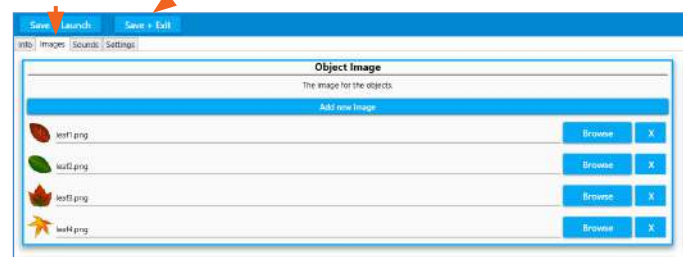 Save Launch Save + Exit
Info Images Sounds Settings
Object Image
The image for the objects.
Add new Image
leaf1.png Browse X
leaf2.png Browse X
leaf3.png Browse X
leaf4.png Browse X